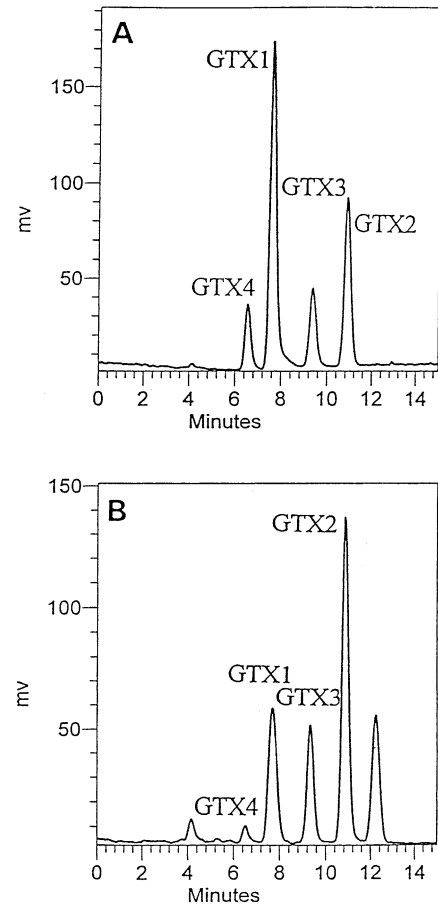 A
GTX1
150
100
GTX3
GTX2
mv
50
GTX4
0 2 4 6 8 10 12 14
Minutes
150
B
GTX2
100
GTX1
GTX3
mv
50
GTX4
0 2 4 6 8 10 12 14
Minutes